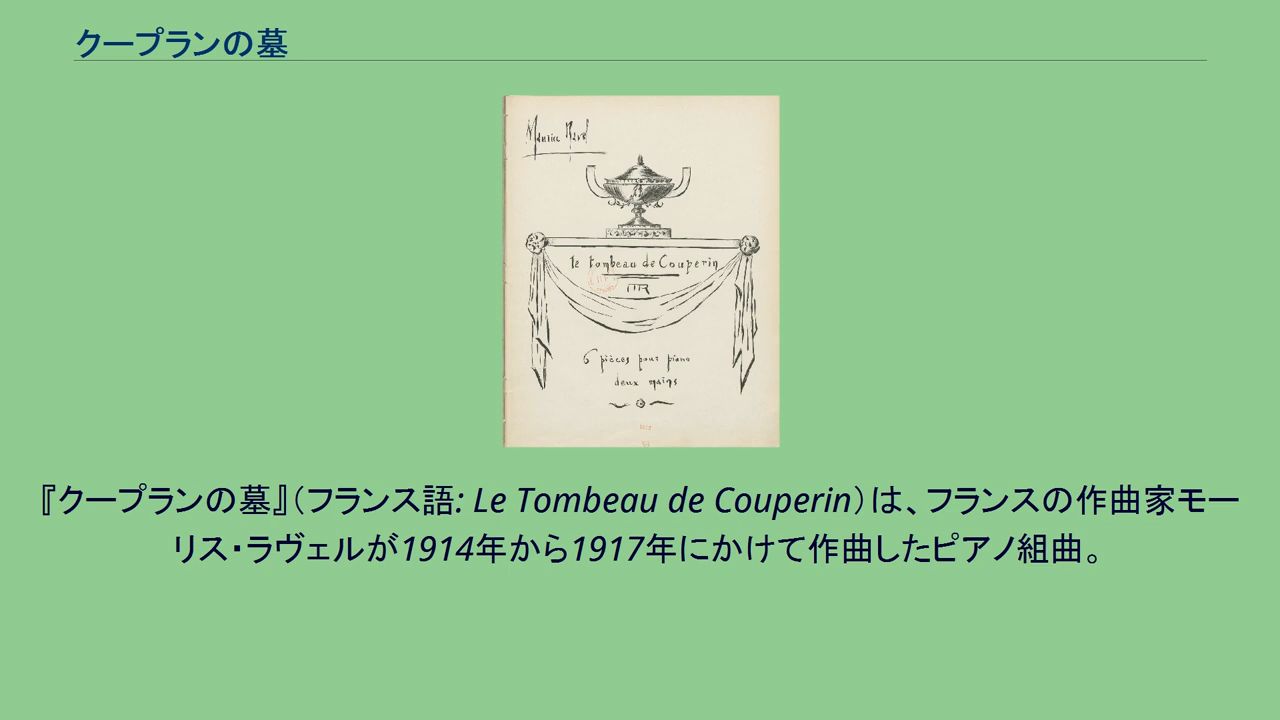 クープランの墓
Maurice Ravel
le tombeau de Couperin
MR
6 pièces pour piano
deux mains
『クープランの墓』（フランス語: Le Tombeau de Couperin）は、フランスの作曲家モー
リス・ラヴェルが1914年から1917年にかけて作曲したピアノ組曲。